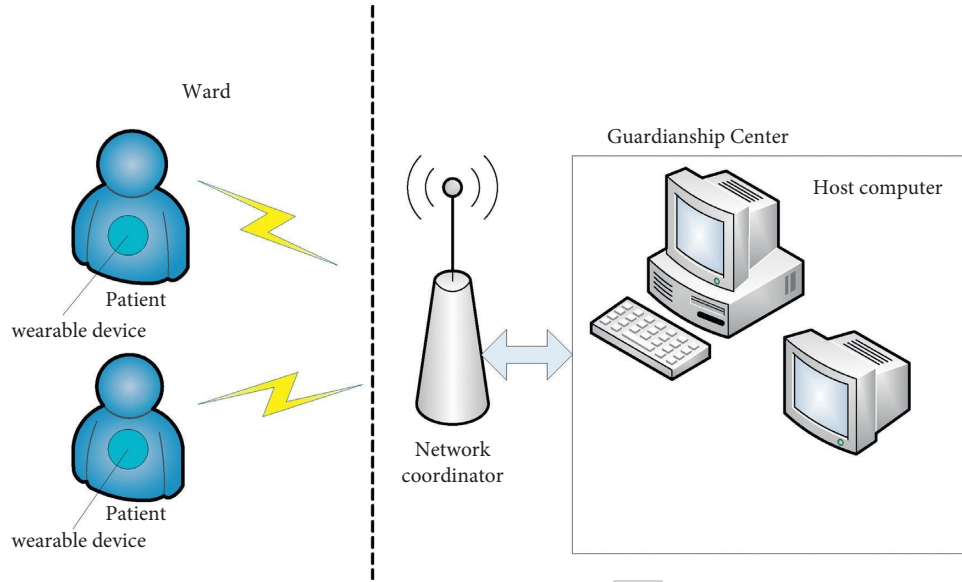 Ward
Patient
wearable device
Patient
wearable device
Network
coordinator
Guardianship Center
Host computer